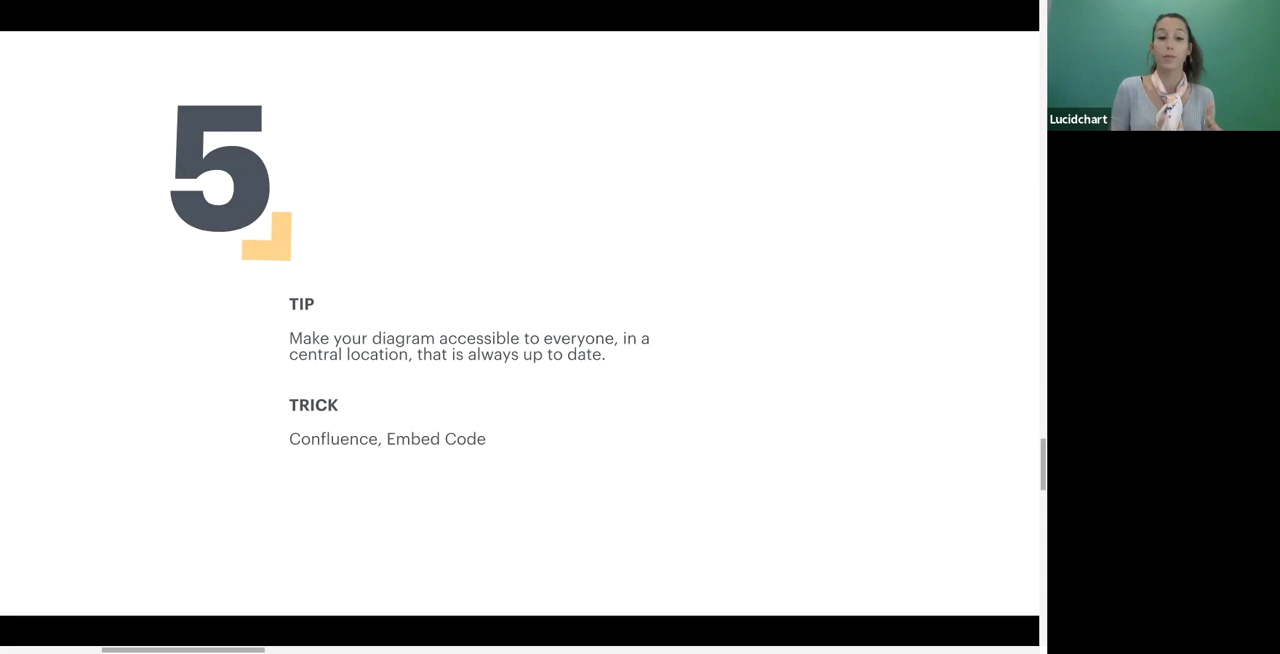 5
TIP
Make your diagram accessible to everyone, in a
central location, that is always up to date.
TRICK
Confluence, Embed Code
Lucidchart